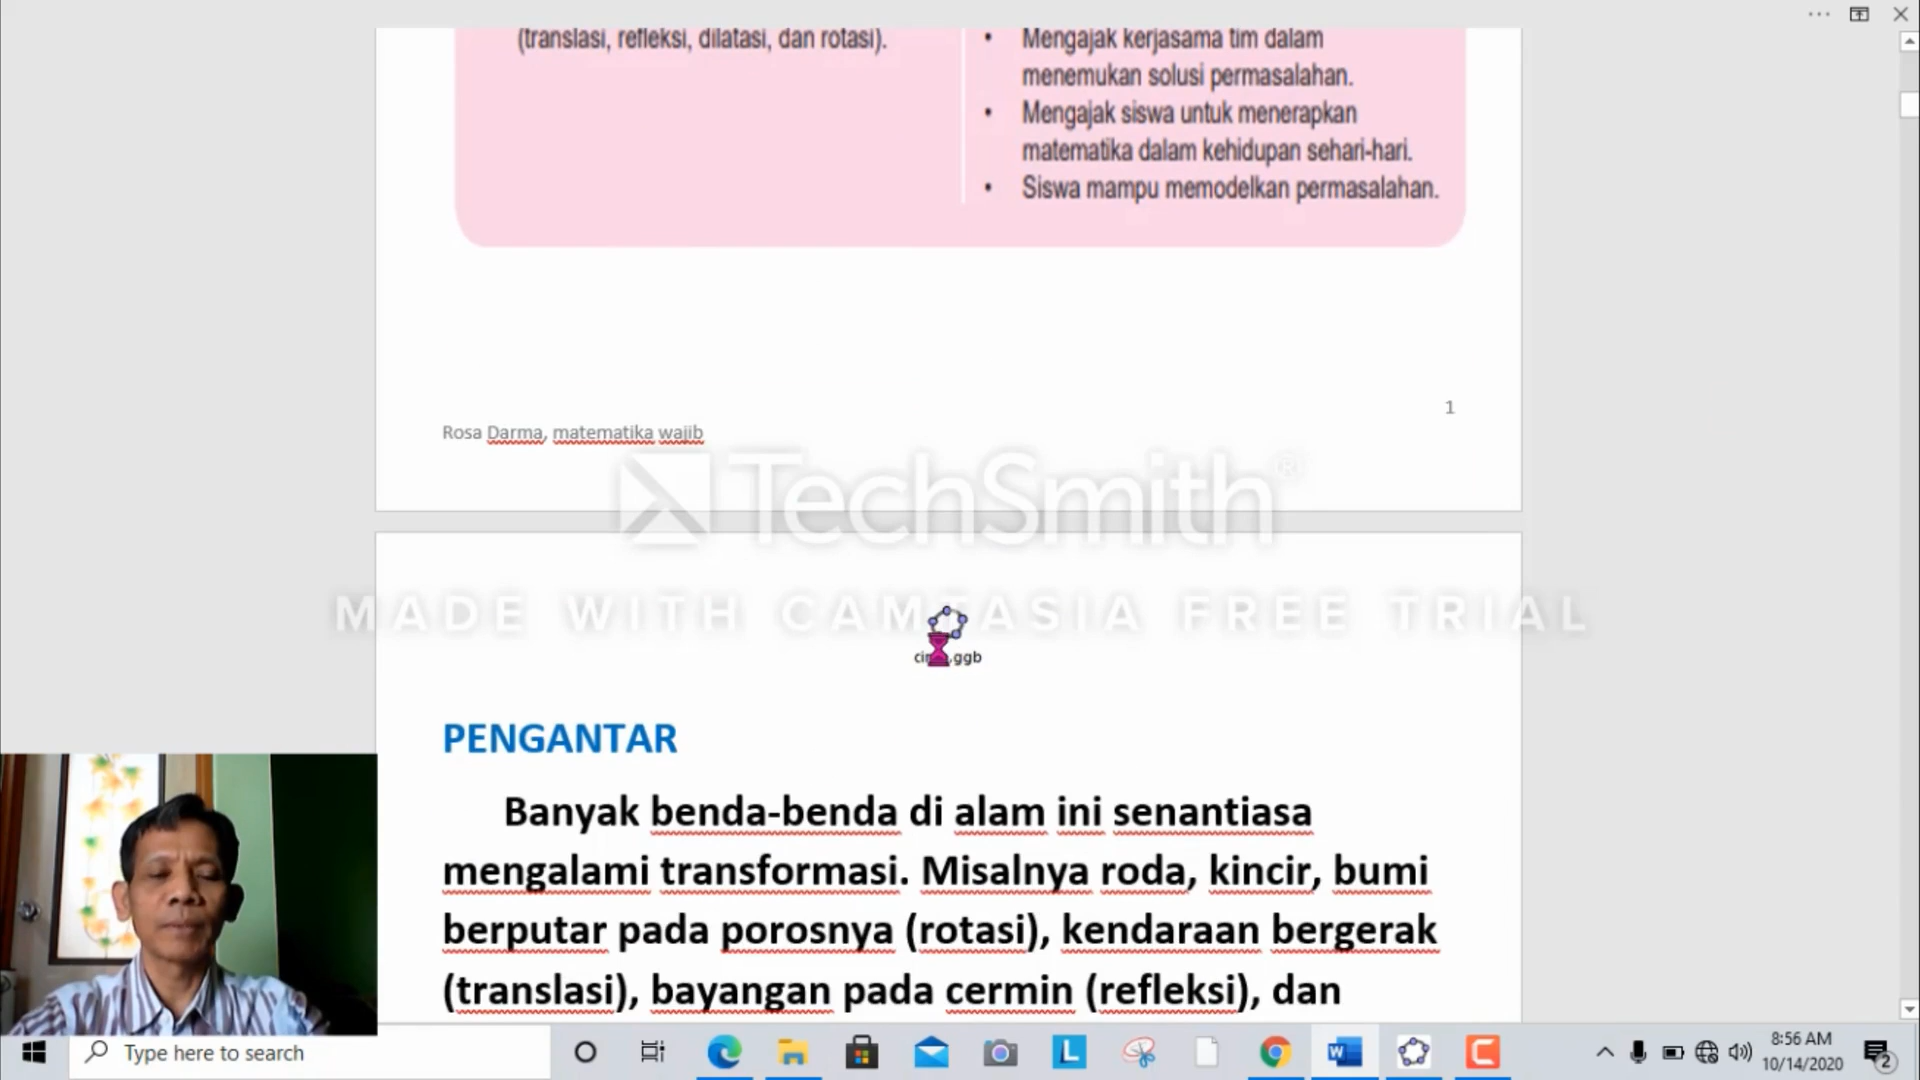 (translasi, refleksi, dilatasi, dan rotasi).
• Mengajak kerjasama tim dalam
menemukan solusi permasalahan.
• Mengajak siswa untuk menerapkan
matematika dalam kehidupan sehari-hari.
• Siswa mampu memodelkan permasalahan.
1
Rosa Darma, matematika wajib
TechSmith®
MADE WITH CAMTASIA FREE TRIAL
.ggb
PENGANTAR
Banyak benda-benda di alam ini senantiasa
mengalami transformasi. Misalnya roda, kincir, bumi
berputar pada porosnya (rotasi), kendaraan bergerak
(translasi), bayangan pada cermin (refleksi), dan
Type here to search
8:56 AM
10/14/2020
2